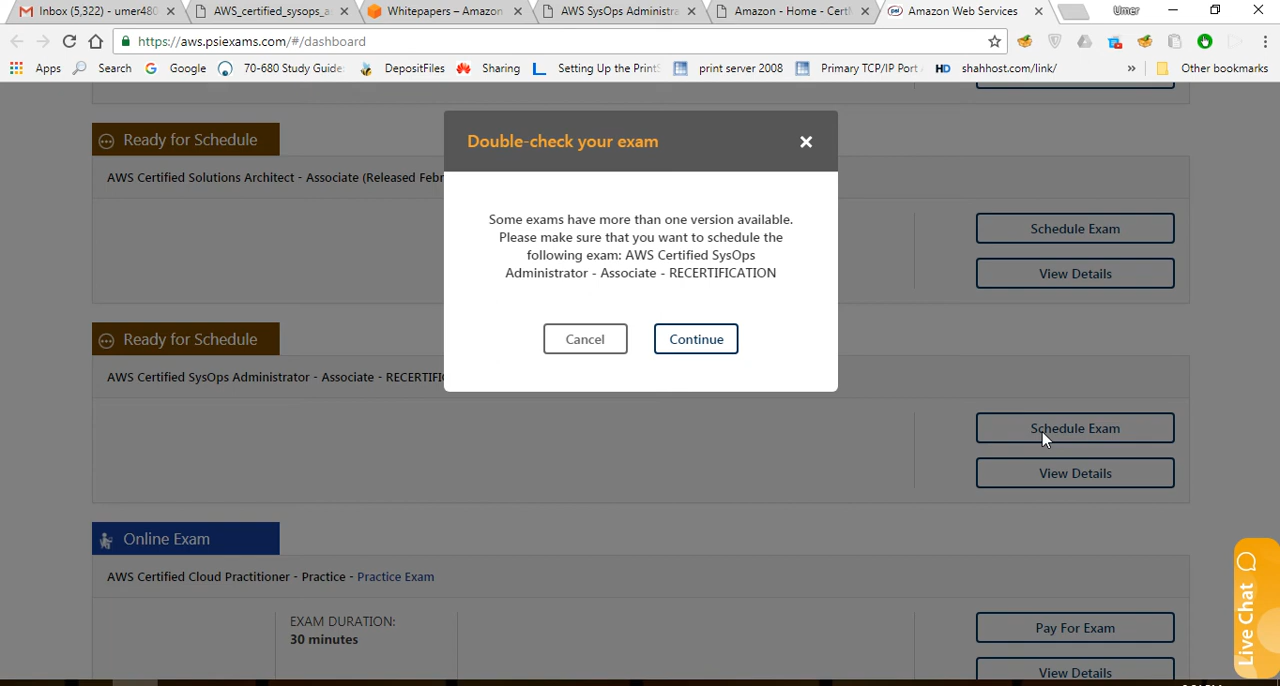 Inbox (5,322) - umer480
AWS_certified_sysops_a
Whitepapers – Amazon
AWS SysOps Administra
Amazon - Home - Certi
Amazon Web Services
Umer
https://aws.psiexams.com/#/dashboard
Apps
Search
Google
70-680 Study Guide
DepositFiles
Sharing
Setting Up the Print
print server 2008
Primary TCP/IP Port
HD shahhost.com/link/
»
Other bookmarks
Ready for Schedule
AWS Certified Solutions Architect - Associate (Released Febr
Schedule Exam
View Details
Double-check your exam
Some exams have more than one version available.
Please make sure that you want to schedule the
following exam: AWS Certified SysOps
Administrator - Associate - RECERTIFICATION
Cancel
Continue
Ready for Schedule
AWS Certified SysOps Administrator - Associate - RECERTIFI
Schedule Exam
View Details
Online Exam
AWS Certified Cloud Practitioner - Practice - Practice Exam
EXAM DURATION:
30 minutes
Pay For Exam
View Details
Live Chat